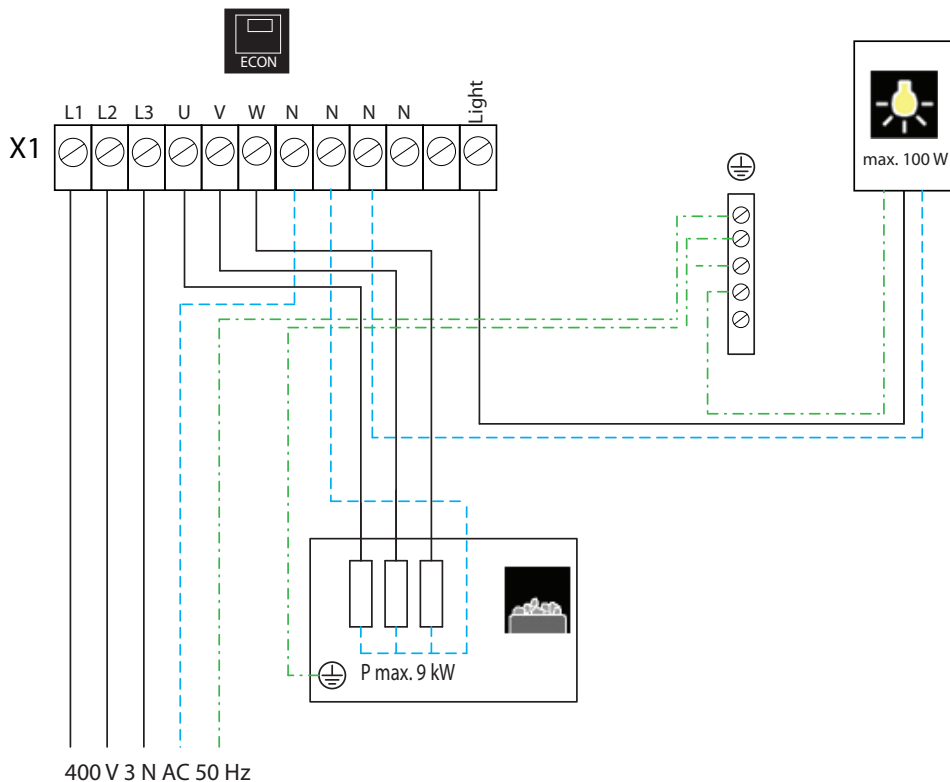 ECON
L1 L2 L3 U V W N N N N Light
X1
max. 100 W
P max. 9 kW
400 V 3 N AC 50 Hz